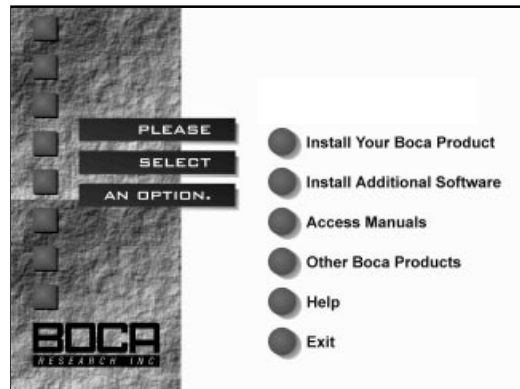 PLEASE
SELECT
AN OPTION.
Install Your Boca Product
Install Additional Software
Access Manuals
Other Boca Products
Help
Exit
BOCA
RESEARCH INC